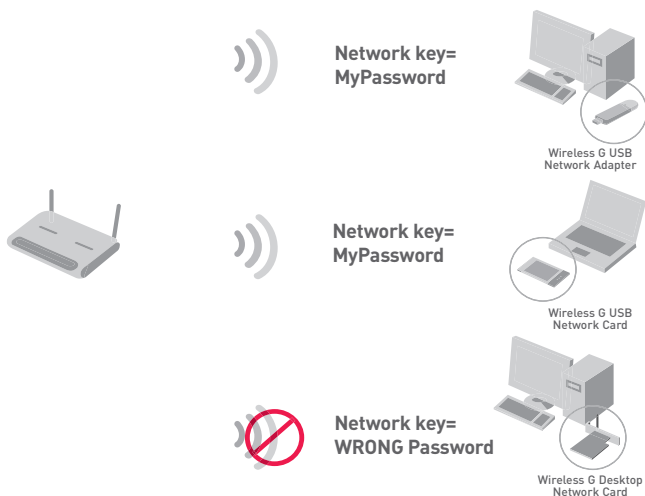 Network key=
MyPassword
Wireless G USB
Network Adapter
Network key=
MyPassword
Wireless G USB
Network Card
Network key=
WRONG Password
Wireless G Desktop
Network Card